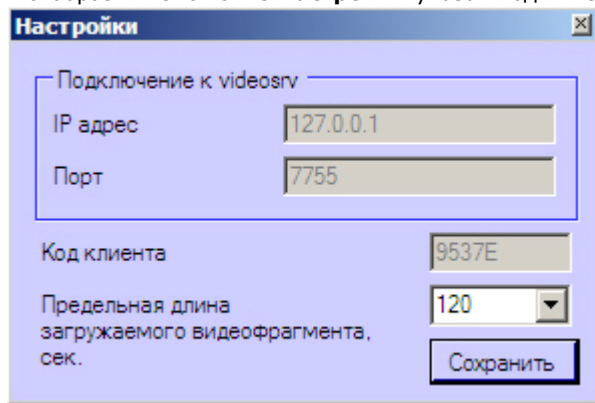 Настройки
Подключение к videosrv
IP адрес 127.0.0.1
Порт 7755
Код клиента 9537E
Предельная длина 120
загружаемого видеофрагмента,
сек.
Сохранить